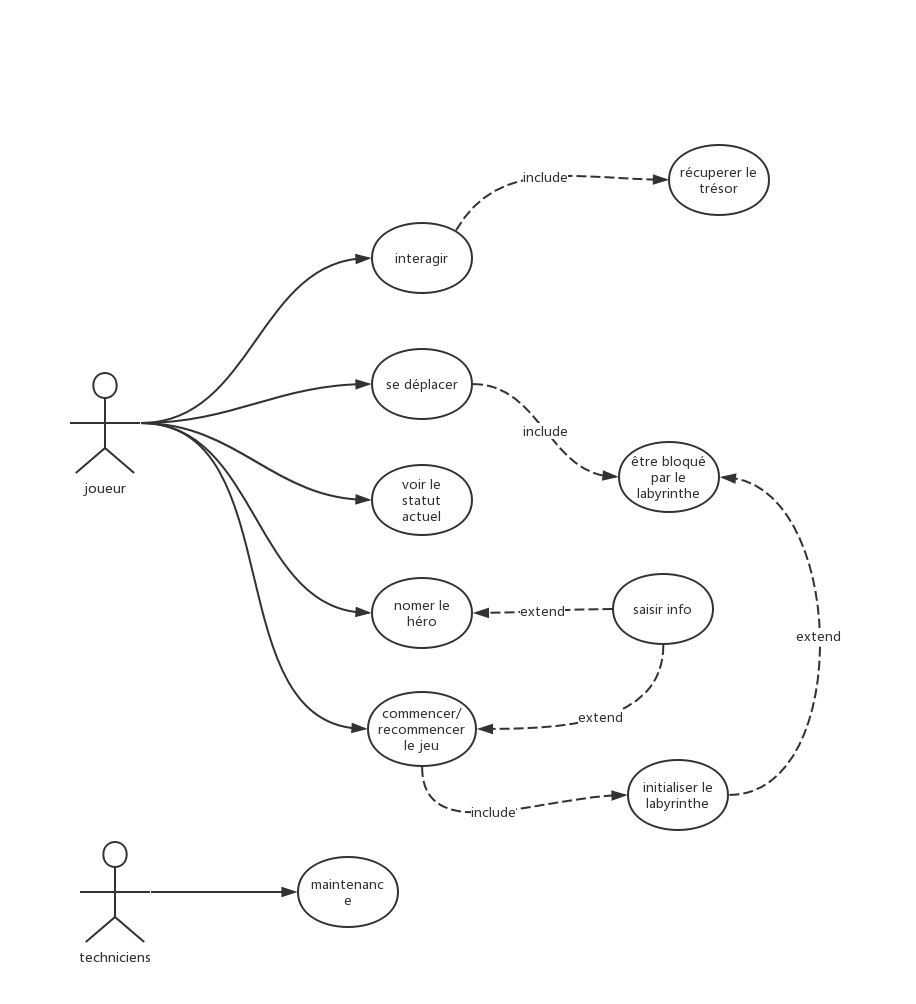 include
récuperer le
trésor
interagir
se déplacer
include
être bloqué
par le
labyrinthe
joueur
voir le
statut
actuel
nomer le
héro
extend
saisir info
extend
extend
commencer/
recommencer
le jeu
include
initialiser le
labyrinthe
maintenanc
e
techniciens